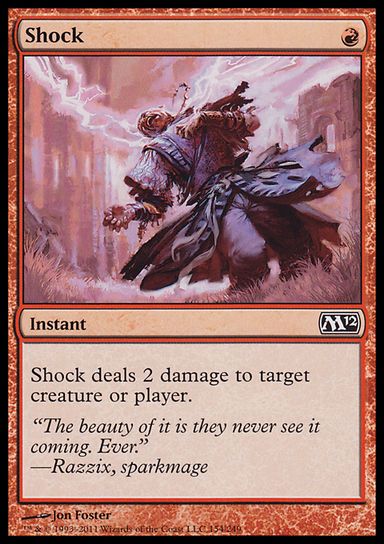 Shock
Instant
M12
Shock deals 2 damage to target
creature or player.
"The beauty of it is they never see it
coming. Ever."
—Razzix, sparkmage
Jon Foster
™ & © 1993–2011 Wizards of the Coast LLC 154/249